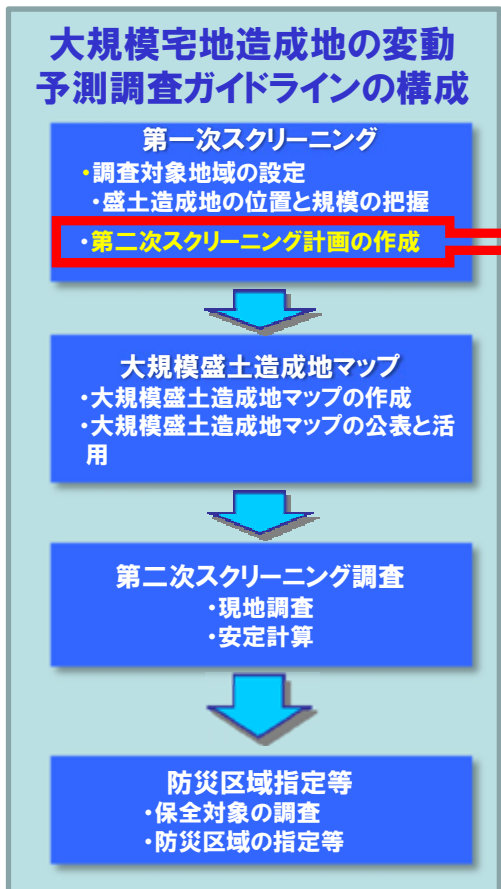 大規模宅地造成地の変動
予測調査ガイドラインの構成
第一次スクリーニング
・調査対象地域の設定
・盛土造成地の位置と規模の把握
・第二次スクリーニング計画の作成
大規模盛土造成地マップ
・大規模盛土造成地マップの作成
・大規模盛土造成地マップの公表と活
用
第二次スクリーニング調査
・現地調査
・安定計算
防災区域指定等
・保全対象の調査
・防災区域の指定等